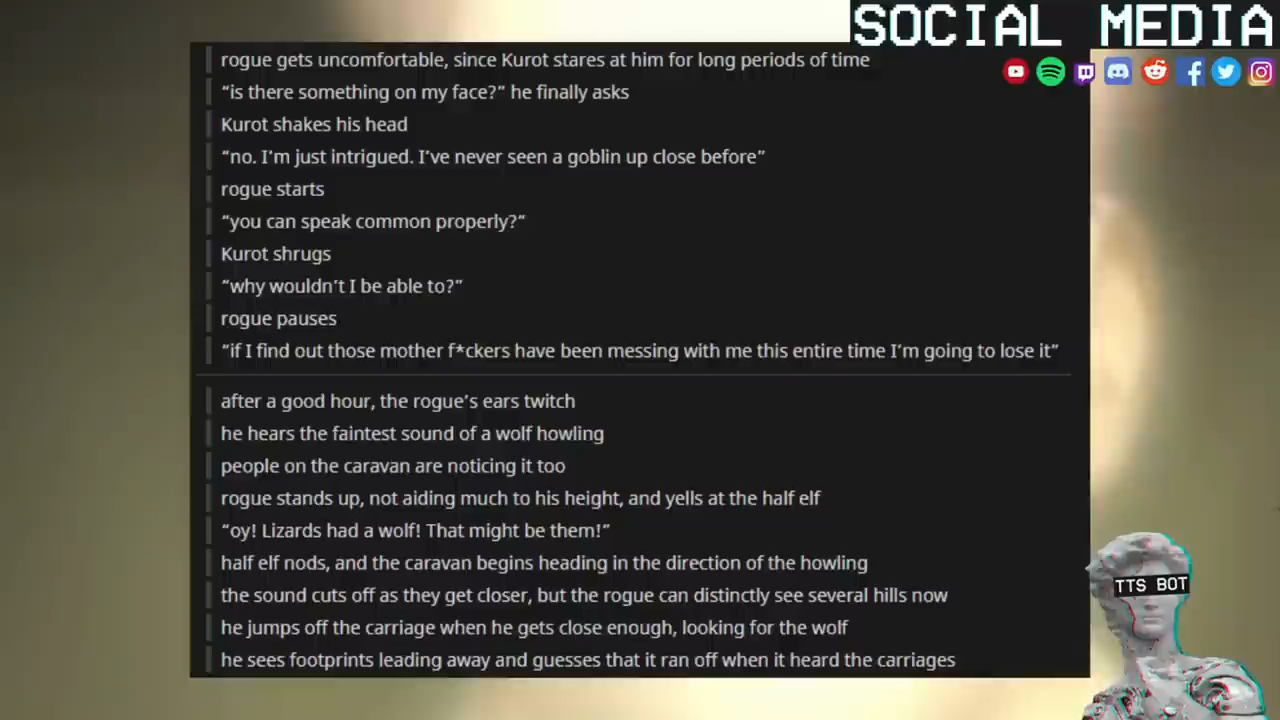 SOCIAL MEDIA
rogue gets uncomfortable, since Kurot stares at him for long periods of time
“is there something on my face?” he finally asks
Kurot shakes his head
“no. I’m just intrigued. I’ve never seen a goblin up close before”
rogue starts
“you can speak common properly?”
Kurot shrugs
“why wouldn’t I be able to?”
rogue pauses
“if I find out those mother f*ckers have been messing with me this entire time I’m going to lose it”
after a good hour, the rogue’s ears twitch
he hears the faintest sound of a wolf howling
people on the caravan are noticing it too
rogue stands up, not aiding much to his height, and yells at the half elf
“oy! Lizards had a wolf! That might be them!”
half elf nods, and the caravan begins heading in the direction of the howling
the sound cuts off as they get closer, but the rogue can distinctly see several hills now
he jumps off the carriage when he gets close enough, looking for the wolf
he sees footprints leading away and guesses that it ran off when it heard the carriages
TTS BOT